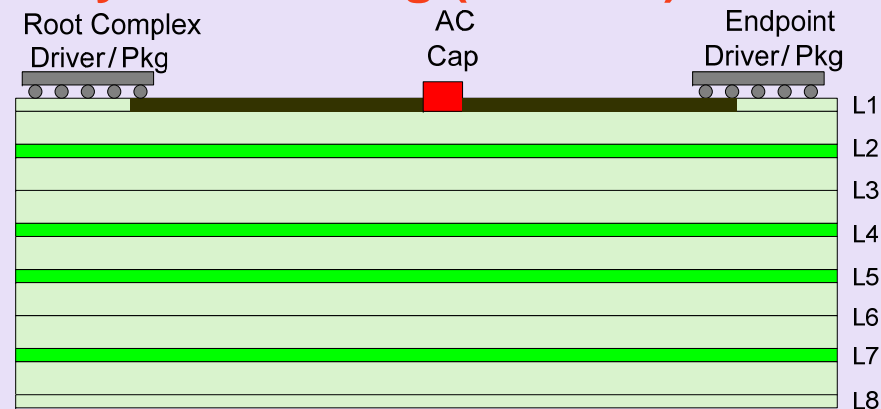 Root Complex
Driver/Pkg
AC
Cap
Endpoint
Driver/Pkg
L1
L2
L3
L4
L5
L6
L7
L8